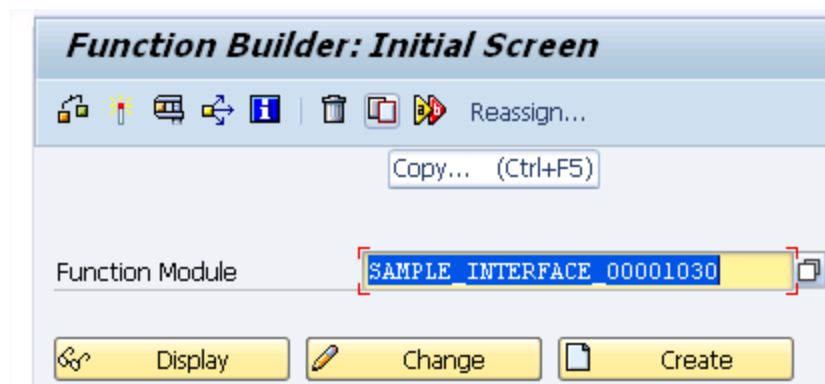 Function Builder: Initial Screen
Reassign...
Copy... (Ctrl+F5)
Function Module SAMPLE_INTERFACE_00001030
Display Change Create